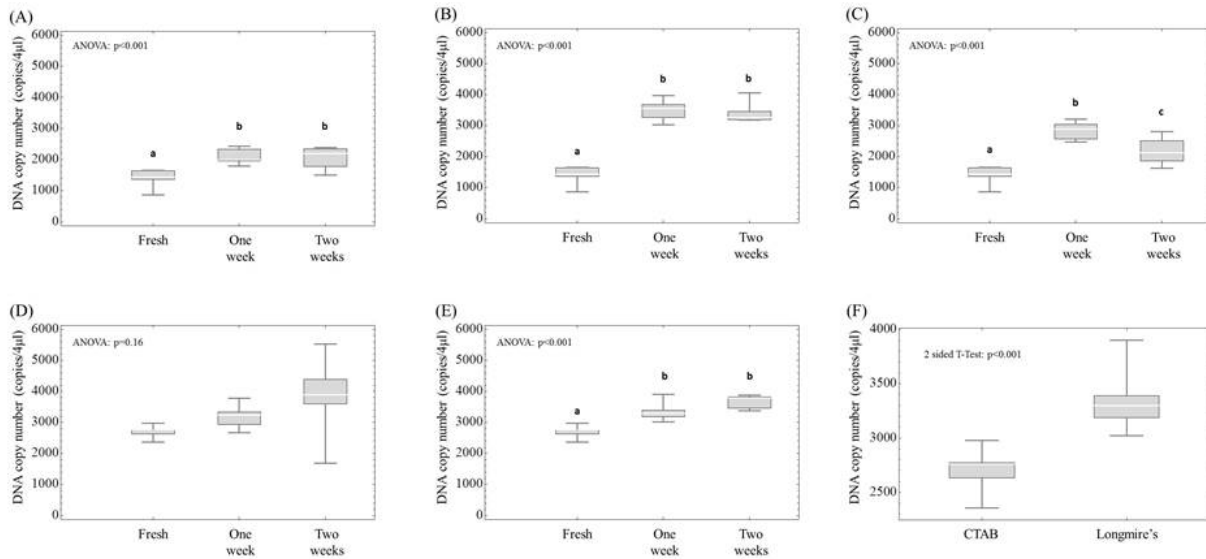 (A)
DNA copy number (copies/4µl)
6000
5000
4000
3000
2000
1000
0
ANOVA: p<0.001
a
b
b
Fresh
One
week
Two
weeks
(B)
DNA copy number (copies/4µl)
6000
5000
4000
3000
2000
1000
0
ANOVA: p<0.001
a
b
b
Fresh
One
week
Two
weeks
(C)
DNA copy number (copies/4µl)
6000
5000
4000
3000
2000
1000
0
ANOVA: p<0.001
a
b
c
Fresh
One
week
Two
weeks
(D)
DNA copy number (copies/4µl)
6000
5000
4000
3000
2000
1000
0
ANOVA: p=0.16
Fresh
One
week
Two
weeks
(E)
DNA copy number (copies/4µl)
6000
5000
4000
3000
2000
1000
0
ANOVA: p<0.001
a
b
b
Fresh
One
week
Two
weeks
(F)
DNA copy number (copies/4µl)
4000
3500
3000
2500
2 sided T-Test: p<0.001
CTAB
Longmire's